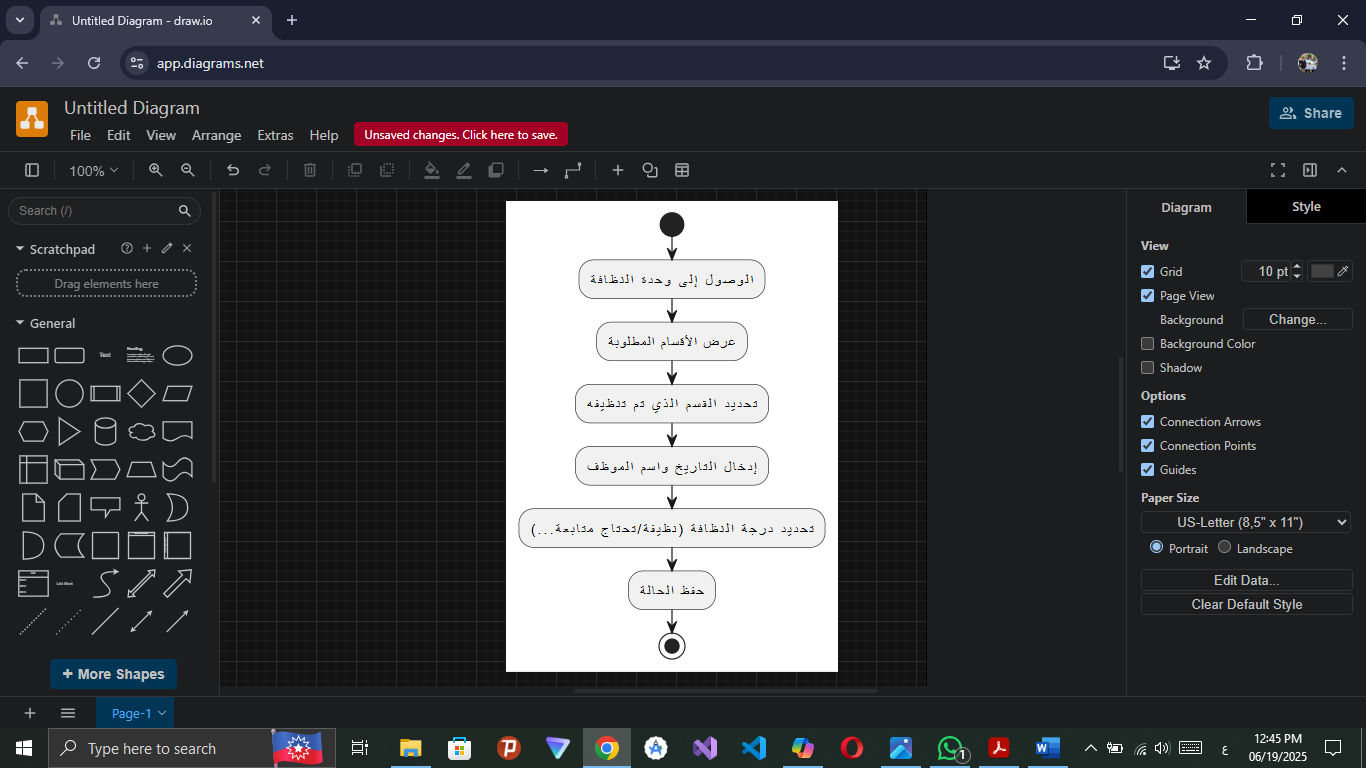 Untitled Diagram - draw.io
app.diagrams.net
Untitled Diagram
File Edit View Arrange Extras Help
Unsaved changes. Click here to save.
Share
100%
Search (/)
Scratchpad
Drag elements here
General
Text
Heading
List Item
+ More Shapes
الوصول إلى وحدة النظافة
عرض الأقسام المطلوبة
تحديد القسم الذي تم تنظيفه
إدخال التاريخ واسم الموظف
تحديد درجة النظافة (نظيفة/تحتاج متابعة...)
حفظ الحالة
Diagram
Style
View
Grid
10 pt
Page View
Background
Change...
Background Color
Shadow
Options
Connection Arrows
Connection Points
Guides
Paper Size
US-Letter (8,5" x 11")
Portrait
Landscape
Edit Data...
Clear Default Style
Page-1
Type here to search
1
ع
12:45 PM
06/19/2025